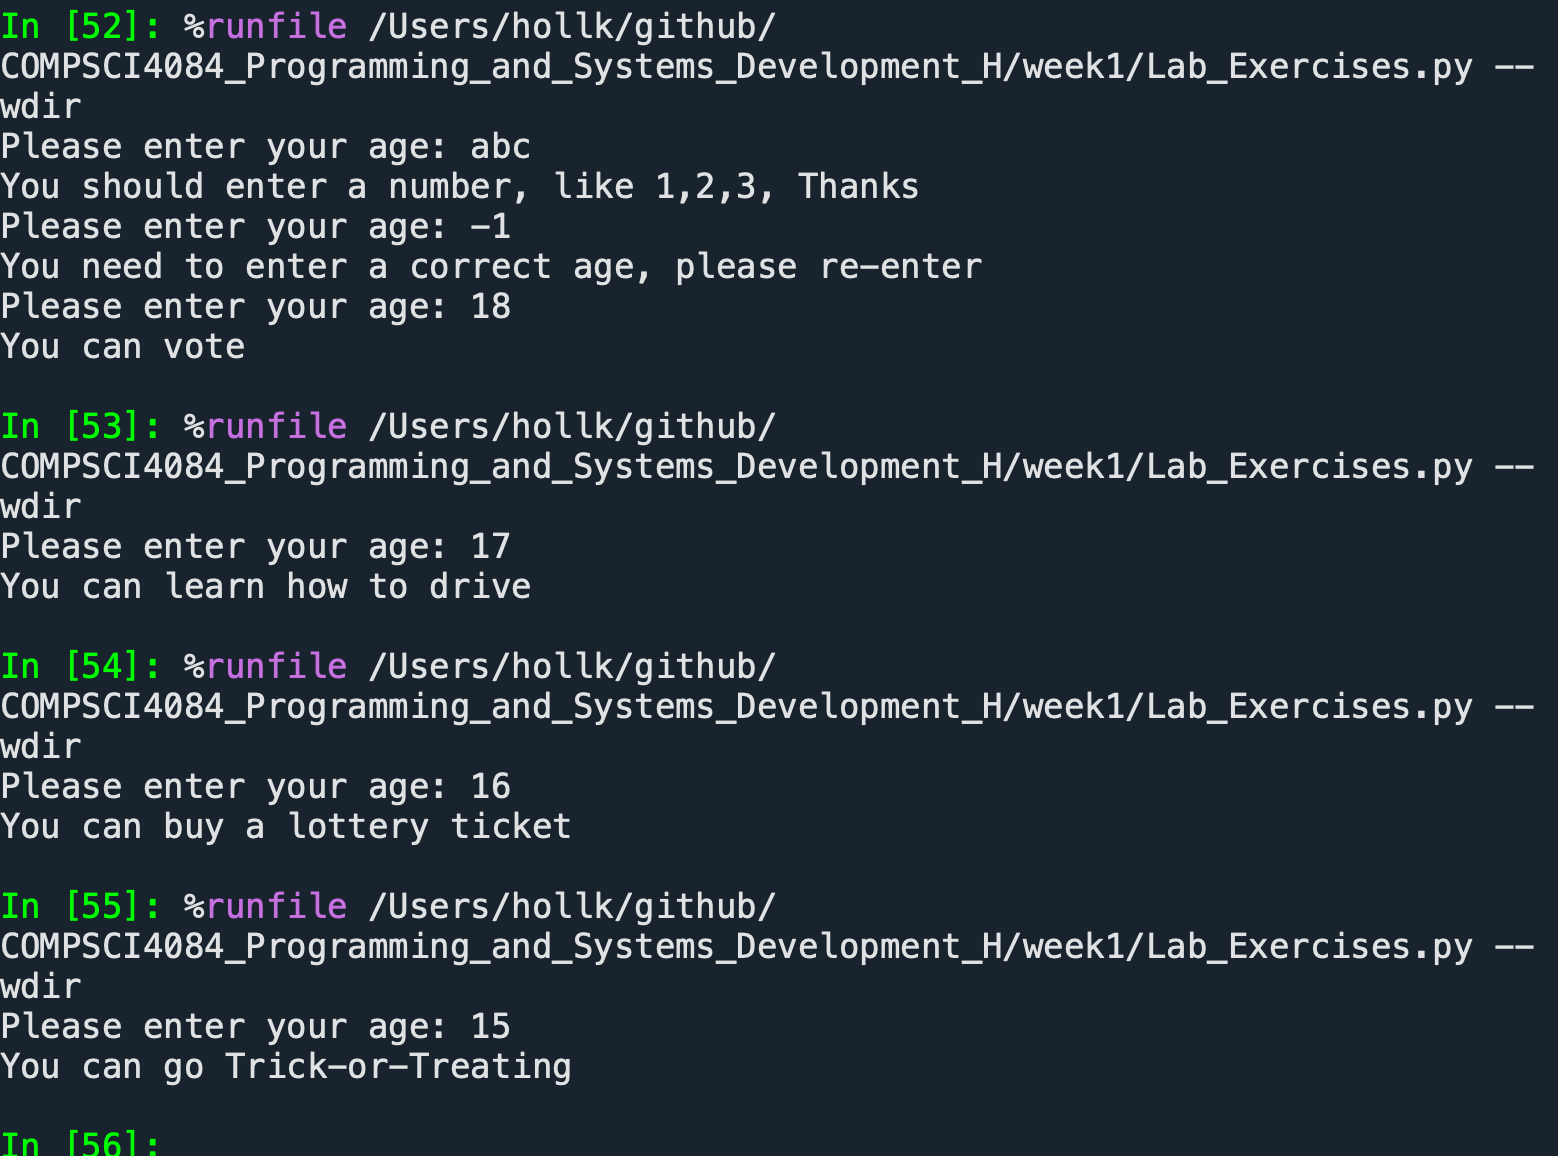 In [52]: %runfile /Users/hollk/github/
COMPSCI4084_Programming_and_Systems_Development_H/week1/Lab_Exercises.py --
wdir
Please enter your age: abc
You should enter a number, like 1,2,3, Thanks
Please enter your age: -1
You need to enter a correct age, please re-enter
Please enter your age: 18
You can vote
In [53]: %runfile /Users/hollk/github/
COMPSCI4084_Programming_and_Systems_Development_H/week1/Lab_Exercises.py --
wdir
Please enter your age: 17
You can learn how to drive
In [54]: %runfile /Users/hollk/github/
COMPSCI4084_Programming_and_Systems_Development_H/week1/Lab_Exercises.py --
wdir
Please enter your age: 16
You can buy a lottery ticket
In [55]: %runfile /Users/hollk/github/
COMPSCI4084_Programming_and_Systems_Development_H/week1/Lab_Exercises.py --
wdir
Please enter your age: 15
You can go Trick-or-Treating
In [56]: